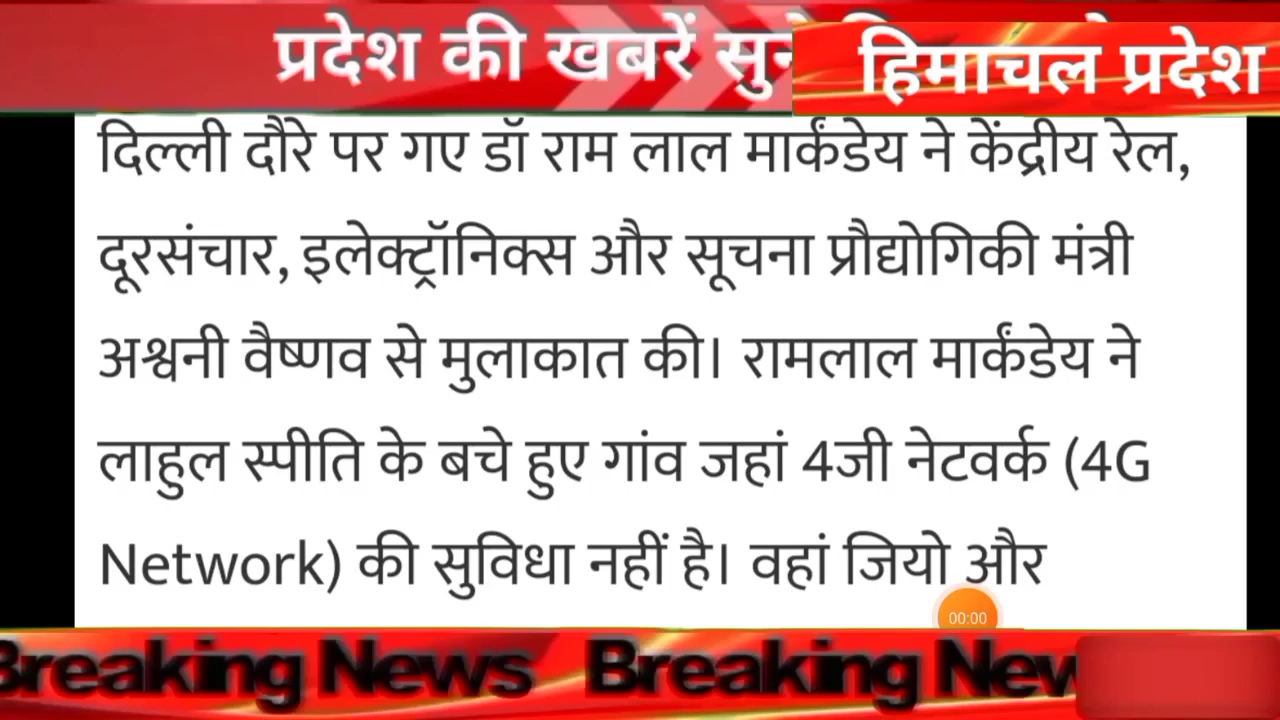 प्रदेश की खबरें
हिमाचल प्रदेश
दिल्ली दौरे पर गए डॉ राम लाल मार्कंडेय ने केंद्रीय रेल,
दूरसंचार, इलेक्ट्रॉनिक्स और सूचना प्रौद्योगिकी मंत्री
अश्वनी वैष्णव से मुलाकात की। रामलाल मार्कंडेय ने
लाहुल स्पीति के बचे हुए गांव जहां 4जी नेटवर्क (4G
Network) की सुविधा नहीं है। वहां जियो और
00:00
Breaking News Breaking New